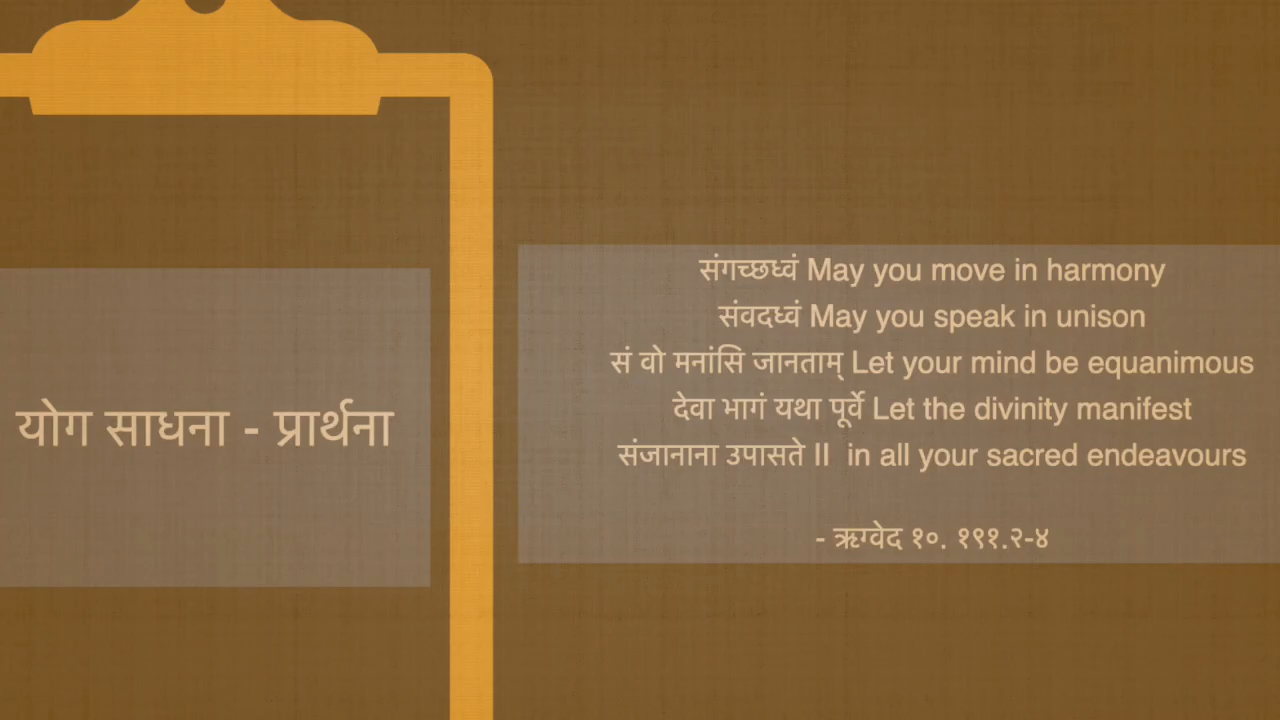 योग साधना - प्रार्थना
संगच्छध्वं May you move in harmony
संवदध्वं May you speak in unison
सं वो मनांसि जानताम् Let your mind be equanimous
देवा भागं यथा पूर्वे Let the divinity manifest
संजानाना उपासते II in all your sacred endeavours
- ऋग्वेद १०. १९१.२-४